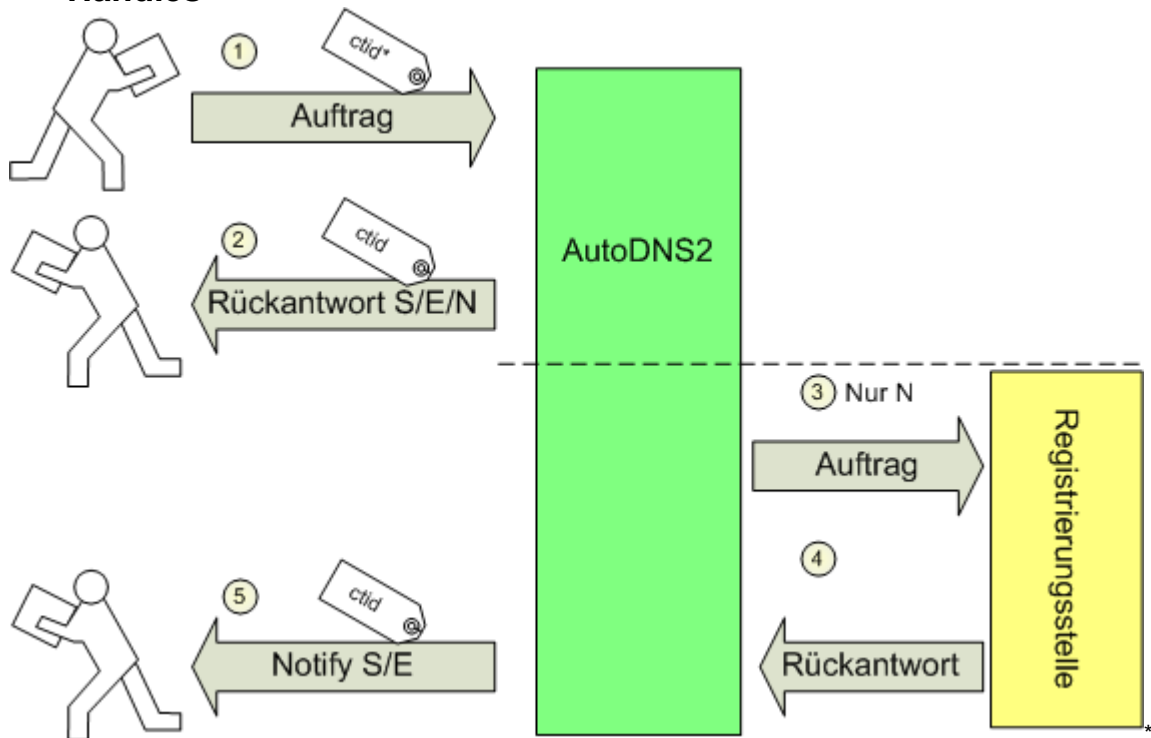 1
ctid*
Auftrag
2
ctid
Rückantwort S/E/N
AutoDNS2
3 Nur N
Auftrag
Registrierungsstelle
4
Rückantwort
5
ctid
Notify S/E
*